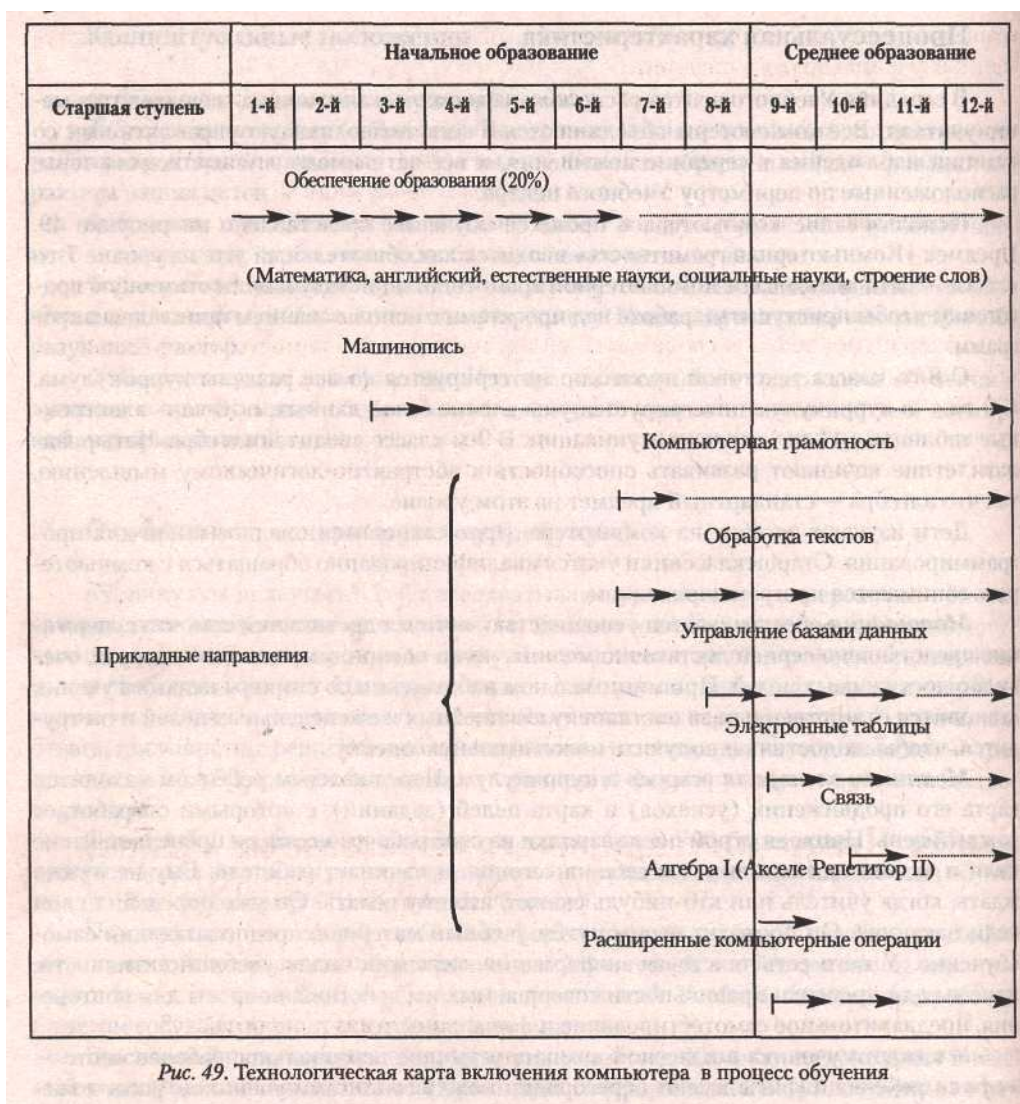 Начальное образование Среднее образование
Старшая ступень 1-й 2-й 3-й 4-й 5-й 6-й 7-й 8-й 9-й 10-й 11-й 12-й
Обеспечение образования (20%)
(Математика, английский, естественные науки, социальные науки, строение слов)
Машинопись
Компьютерная грамотность
Обработка текстов
Управление базами данных
Прикладные направления
Электронные таблицы
Связь
Алгебра I (Акселе Репетитор II)
Расширенные компьютерные операции
Рис. 49. Технологическая карта включения компьютера в процесс обучения